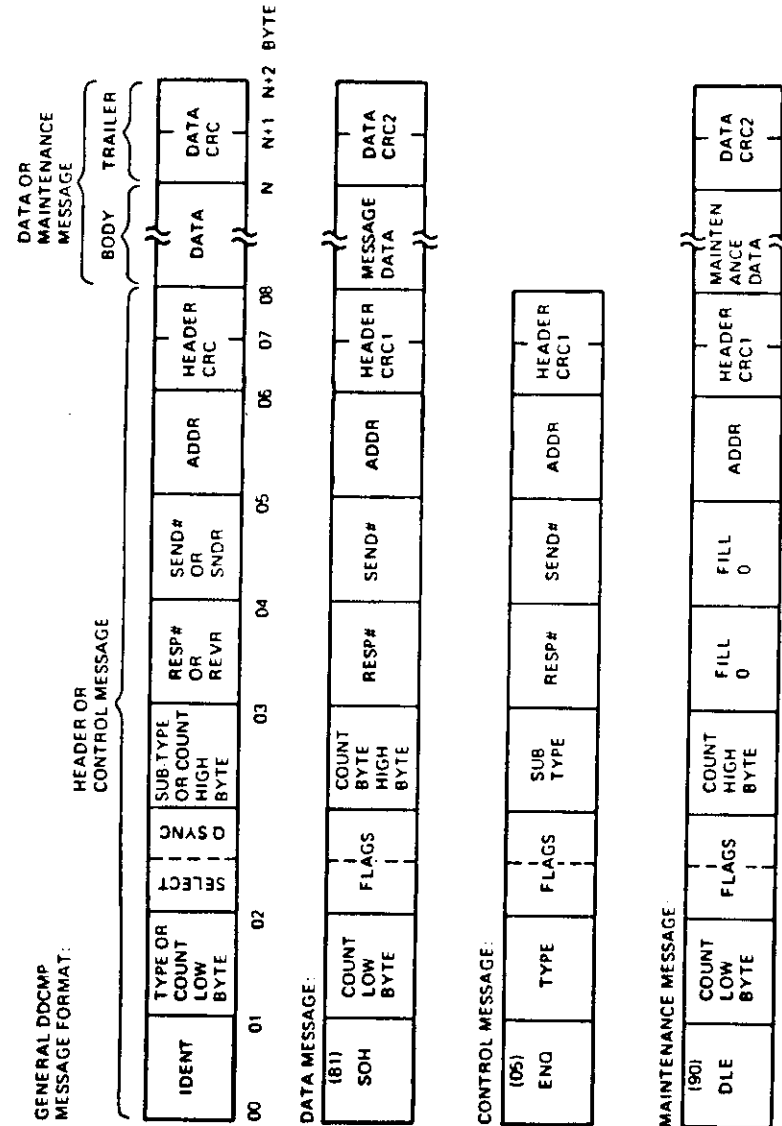 GENERAL DDCMP
MESSAGE FORMAT:
HEADER OR
CONTROL MESSAGE
DATA OR
MAINTENANCE
MESSAGE
BODY
TRAILER
IDENT
TYPE OR
COUNT
LOW
BYTE
SELECT
Q SYNC
SUB-TYPE
OR COUNT
HIGH
BYTE
RESP#
OR
REVR
SEND#
OR
SNDR
ADDR
HEADER
CRC
DATA
DATA
CRC
00 01 02 03 04 05 06 07 08 N N+1 N+2 BYTE
DATA MESSAGE:
(81)
SOH
COUNT
LOW
BYTE
FLAGS
COUNT
BYTE
HIGH
BYTE
RESP#
SEND#
ADDR
HEADER
CRC1
MESSAGE
DATA
DATA
CRC2
CONTROL MESSAGE:
(05)
ENQ
TYPE
FLAGS
SUB
TYPE
RESP#
SEND#
ADDR
HEADER
CRC1
MAINTENANCE MESSAGE:
(90)
DLE
COUNT
LOW
BYTE
FLAGS
COUNT
HIGH
BYTE
FILL
0
FILL
0
ADDR
HEADER
CRC1
MAINTEN
ANCE
DATA
DATA
CRC2